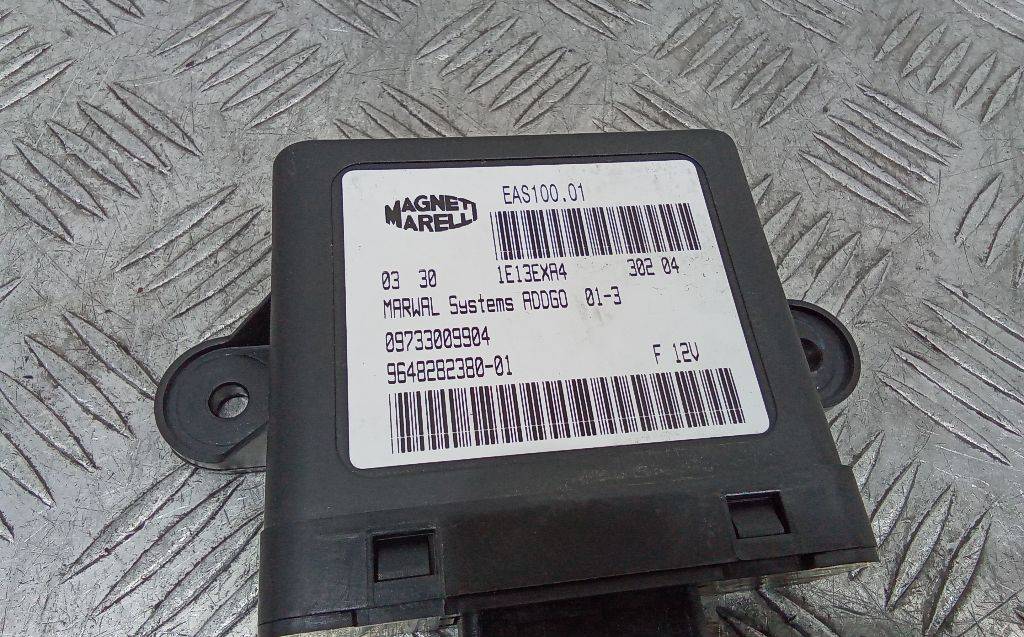 MAGNETI
MARELLI
EAS100.01
03 30 1E13EXA4 302 04
MARWAL Systems ADDGO 01-3
09733009904
9648282380-01 F 12V